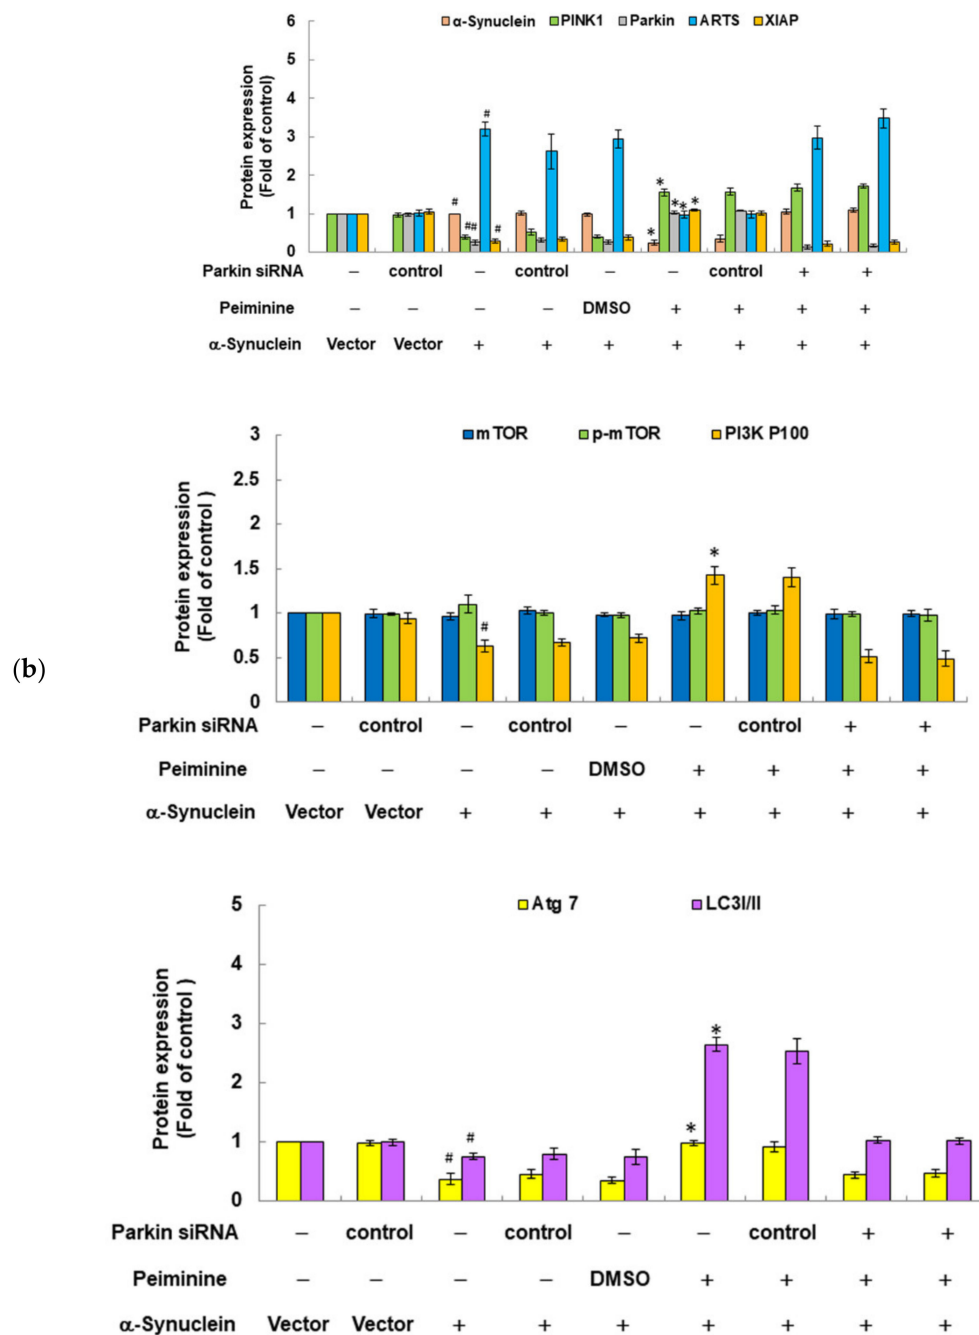 α-Synuclein PINK1 Parkin ARTS XIAP
Protein expression
(Fold of control)
6
5
4
3
2
1
0
#
# # # #
*
* * * *
Parkin siRNA − control − control − − control + +
Peiminine − − − − DMSO + + + +
α-Synuclein Vector Vector + + + + + + +
(b)
mTOR p-mTOR PI3K P100
Protein expression
(Fold of control )
3
2.5
2
1.5
1
0.5
0
#
*
Parkin siRNA − control − control − − control + +
Peiminine − − − − DMSO + + + +
α-Synuclein Vector Vector + + + + + + +
Atg 7 LC3I/II
Protein expression
(Fold of control )
5
4
3
2
1
0
# #
* *
Parkin siRNA − control − control − − control + +
Peiminine − − − − DMSO + + + +
α-Synuclein Vector Vector + + + + + + +